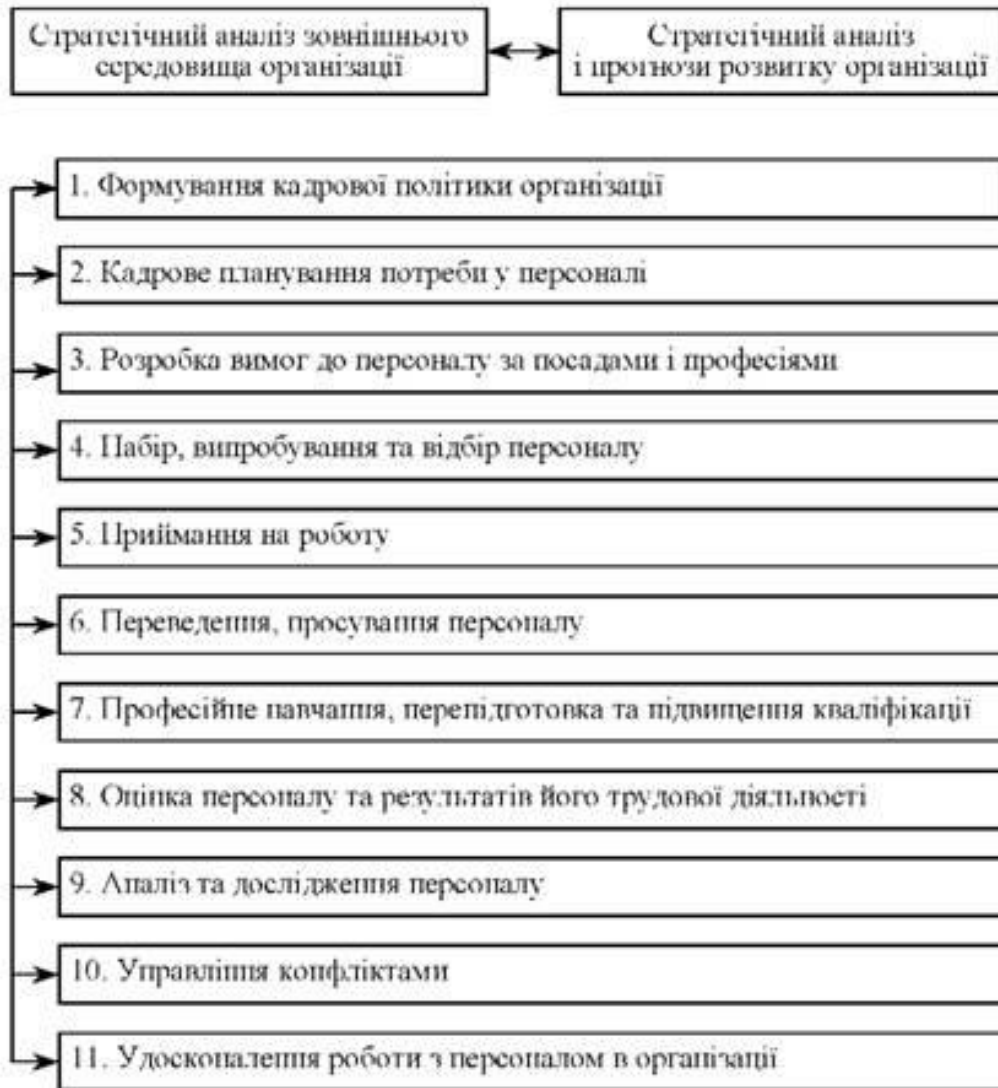 Стратегічний аналіз зовнішнього
середовища організації
Стратегічний аналіз
і прогнози розвитку організації
1. Формування кадрової політики організації
2. Кадрове планування потреби у персоналі
3. Розробка вимог до персоналу за посадами і професіями
4. Набір, випробування та відбір персоналу
5. Приймання на роботу
6. Переведення, просування персоналу
7. Професійне навчання, перепідготовка та підвищення кваліфікації
8. Оцінка персоналу та результатів його трудової діяльності
9. Аналіз та дослідження персоналу
10. Управління конфліктами
11. Удосконалення роботи з персоналом в організації